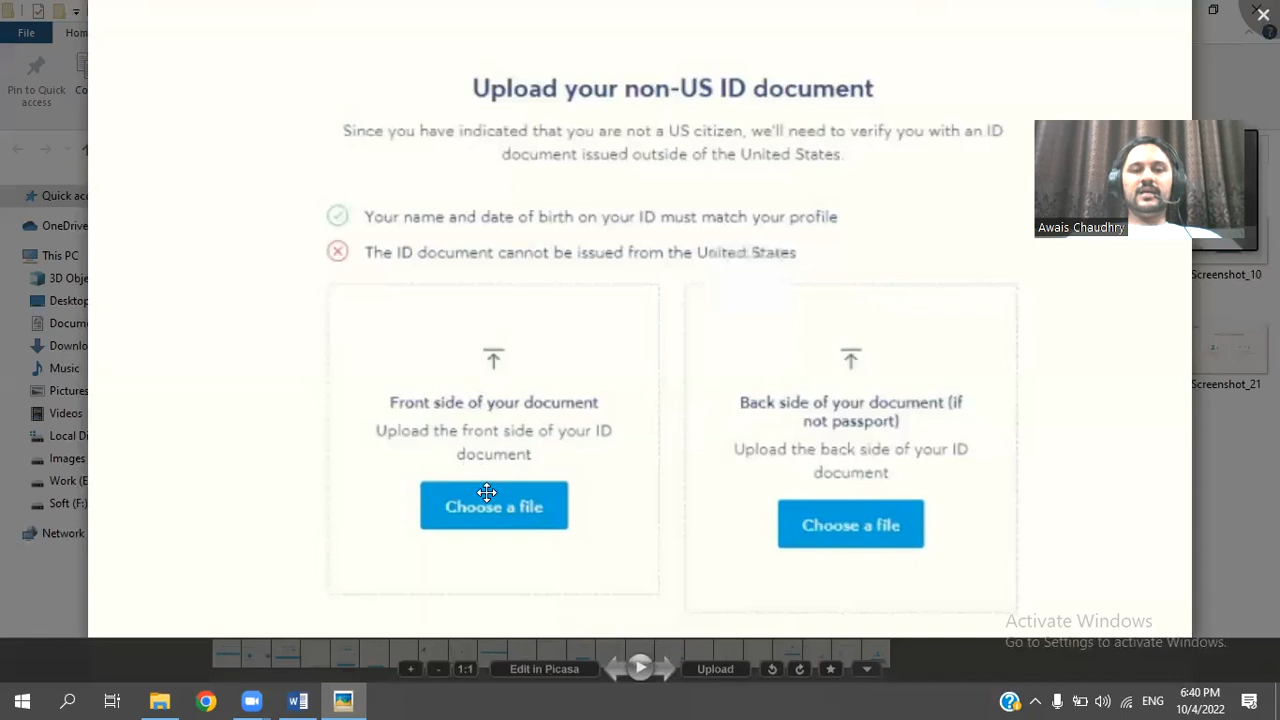 File
Hom
Pin to Quick
access
Co
Quick acce
OneDrive
This PC
3D Obje
Desktop
Docum
Downlo
Music
Pictures
Videos
Local Di
Images
Work (E
Soft (F:)
Network
Upload your non-US ID document
Since you have indicated that you are not a US citizen, we'll need to verify you with an ID
document issued outside of the United States.
Your name and date of birth on your ID must match your profile
The ID document cannot be issued from the United States
Front side of your document
Upload the front side of your ID
document
Choose a file
Back side of your document (if
not passport)
Upload the back side of your ID
document
Choose a file
Awais Chaudhry
Screenshot_10
Screenshot_21
Activate Windows
Go to Settings to activate Windows.
+ - 1:1 Edit in Picasa Upload
ENG
6:40 PM
10/4/2022